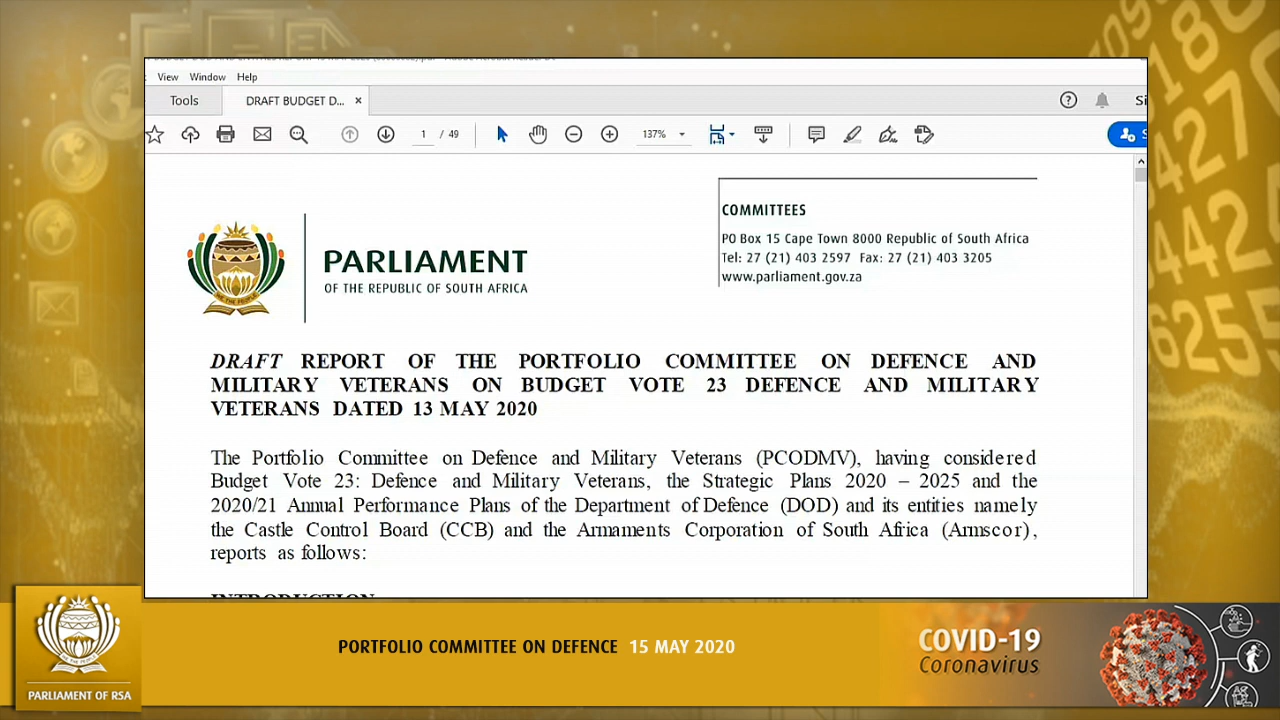 View Window Help
Tools DRAFT BUDGET D... ×
1 / 49 137%
COMMITTEES
PO Box 15 Cape Town 8000 Republic of South Africa
Tel: 27 (21) 403 2597 Fax: 27 (21) 403 3205
www.parliament.gov.za
PARLIAMENT
OF THE REPUBLIC OF SOUTH AFRICA
WE THE PEOPLE
DRAFT REPORT OF THE PORTFOLIO COMMITTEE ON DEFENCE AND
MILITARY VETERANS ON BUDGET VOTE 23 DEFENCE AND MILITARY
VETERANS DATED 13 MAY 2020
The Portfolio Committee on Defence and Military Veterans (PCODMV), having considered
Budget Vote 23: Defence and Military Veterans, the Strategic Plans 2020 – 2025 and the
2020/21 Annual Performance Plans of the Department of Defence (DOD) and its entities namely
the Castle Control Board (CCB) and the Armaments Corporation of South Africa (Armscor),
reports as follows:
INTRODUCTION
PARLIAMENT OF RSA
PORTFOLIO COMMITTEE ON DEFENCE 15 MAY 2020
COVID-19
Coronavirus